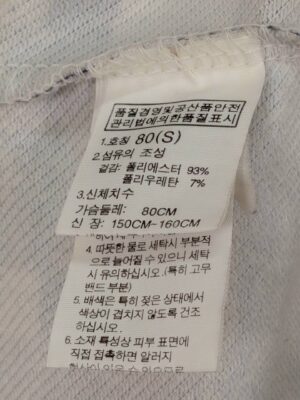 품질경영및공산품안전
관리법에의한품질표시
1.호칭 80(S)
2.섬유의 조성
겉감: 폴리에스터 93%
폴리우레탄 7%
3.신체치수
가슴둘레: 80CM
신 장: 150CM-160CM
4. 따뜻한 물로 세탁시 부분적
으로 늘어질 수 있으니 세탁
시 유의하십시오.(특히 고무
밴드 부분)
5. 배색은 특히 젖은 상태에서
색상이 겹치지 않도록 건조
하십시오.
6. 소재 특성상 피부 표면에
직접 접촉하면 알러지